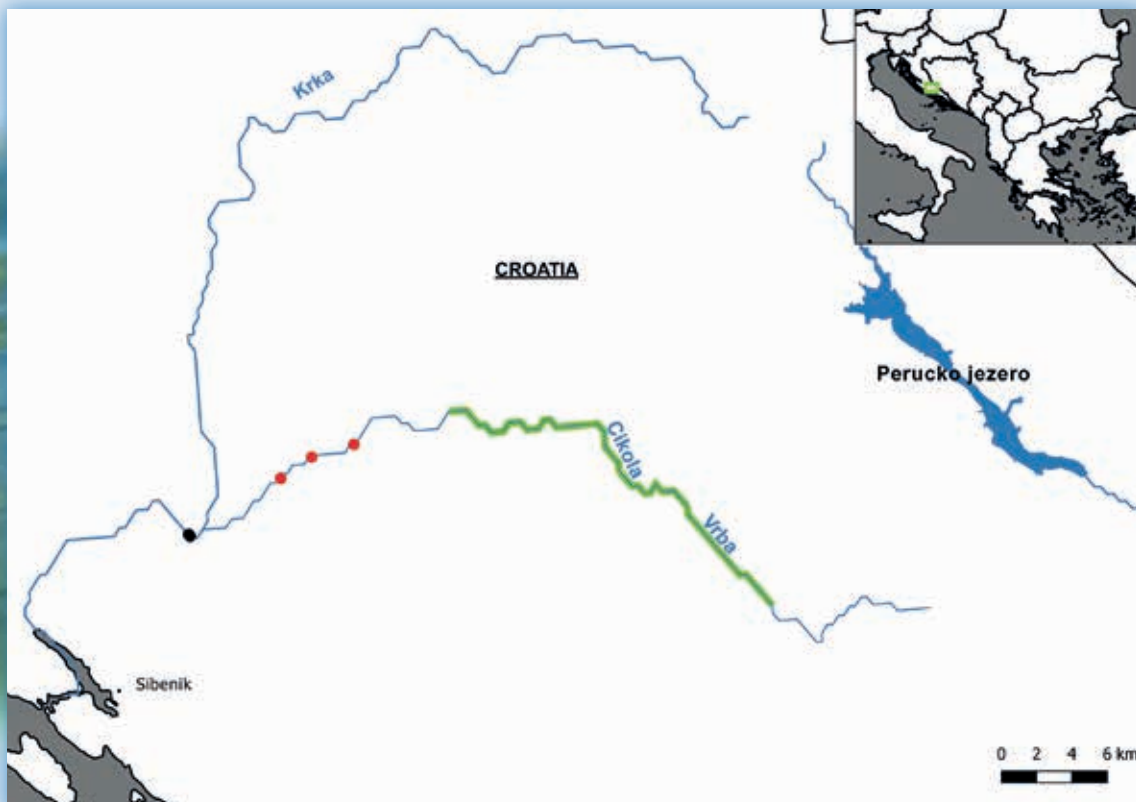 Krka
CROATIA
Perucko jezero
Cikola
Vrba
Sibenik
0 2 4 6 km